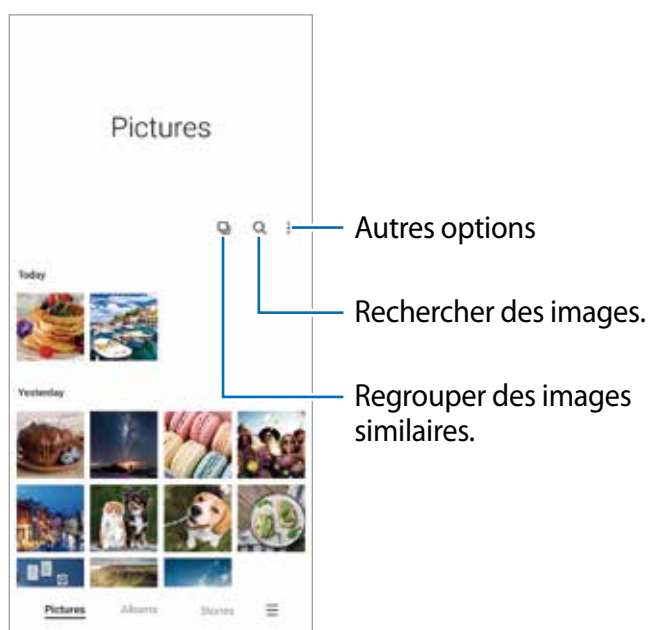 Pictures
Autres options
Today
Rechercher des images.
Yesterday
Regrouper des images
similaires.
Pictures Albums Stories